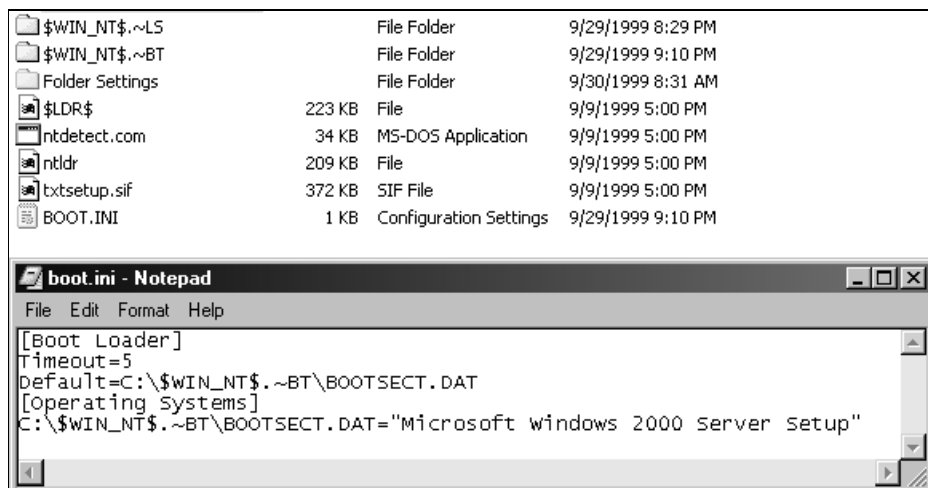 $WIN_NT$.~LS File Folder 9/29/1999 8:29 PM
$WIN_NT$.~BT File Folder 9/29/1999 9:10 PM
Folder Settings File Folder 9/30/1999 8:31 AM
$LDR$ 223 KB File 9/9/1999 5:00 PM
ntdetect.com 34 KB MS-DOS Application 9/9/1999 5:00 PM
ntldr 209 KB File 9/9/1999 5:00 PM
txtsetup.sif 372 KB SIF File 9/9/1999 5:00 PM
BOOT.INI 1 KB Configuration Settings 9/29/1999 9:10 PM
boot.ini - Notepad
File Edit Format Help
[Boot Loader]
Timeout=5
Default=C:\$WIN_NT$.~BT\BOOTSECT.DAT
[Operating Systems]
C:\$WIN_NT$.~BT\BOOTSECT.DAT="Microsoft Windows 2000 Server Setup"